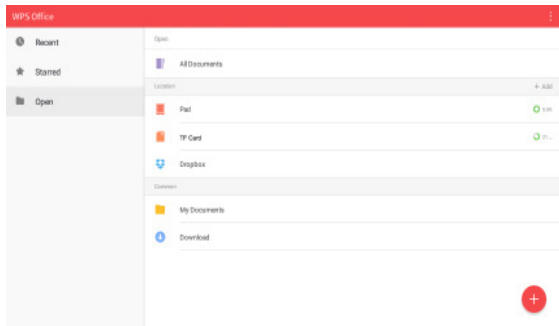 WPS Office
Recent
Starred
Open
Open
All Documents
Location
+ Add
Pad
TF Card
Dropbox
Common
My Documents
Download